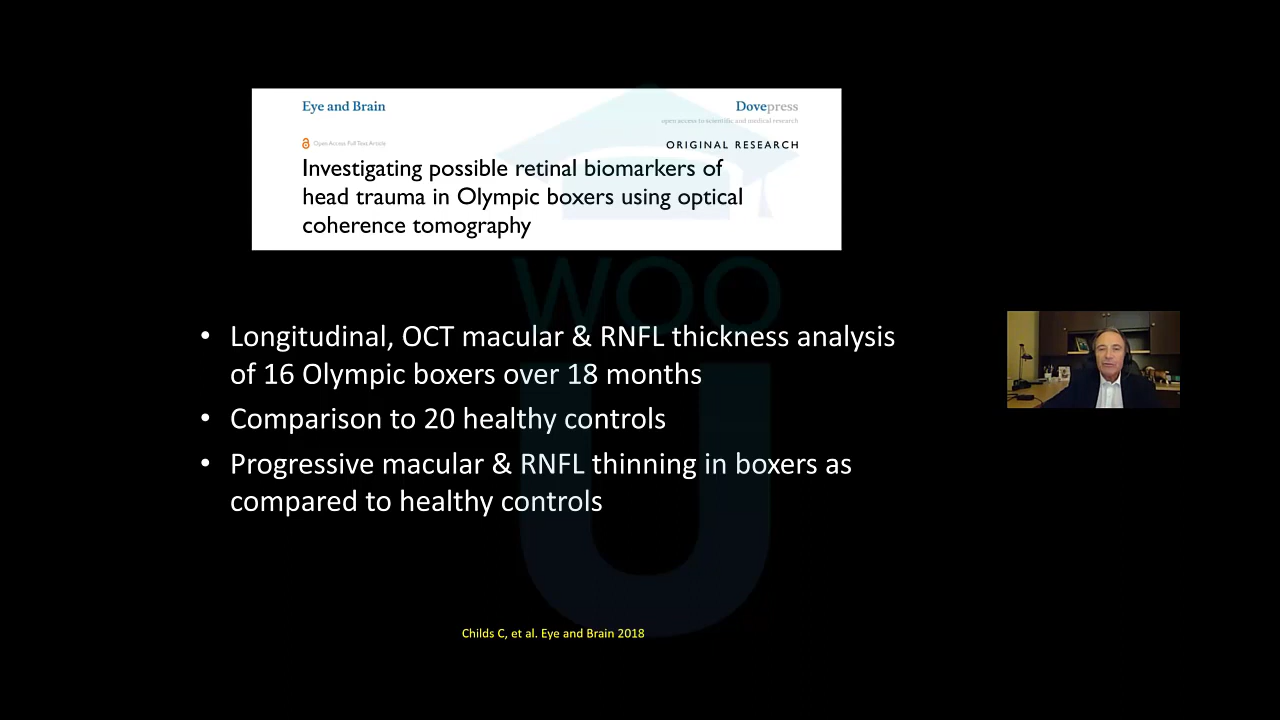 Eye and Brain
Dovepress
open access to scientific and medical research
Open Access Full Text Article
ORIGINAL RESEARCH
Investigating possible retinal biomarkers of
head trauma in Olympic boxers using optical
coherence tomography
WOO
U
• Longitudinal, OCT macular & RNFL thickness analysis
of 16 Olympic boxers over 18 months
• Comparison to 20 healthy controls
• Progressive macular & RNFL thinning in boxers as
compared to healthy controls
Childs C, et al. Eye and Brain 2018